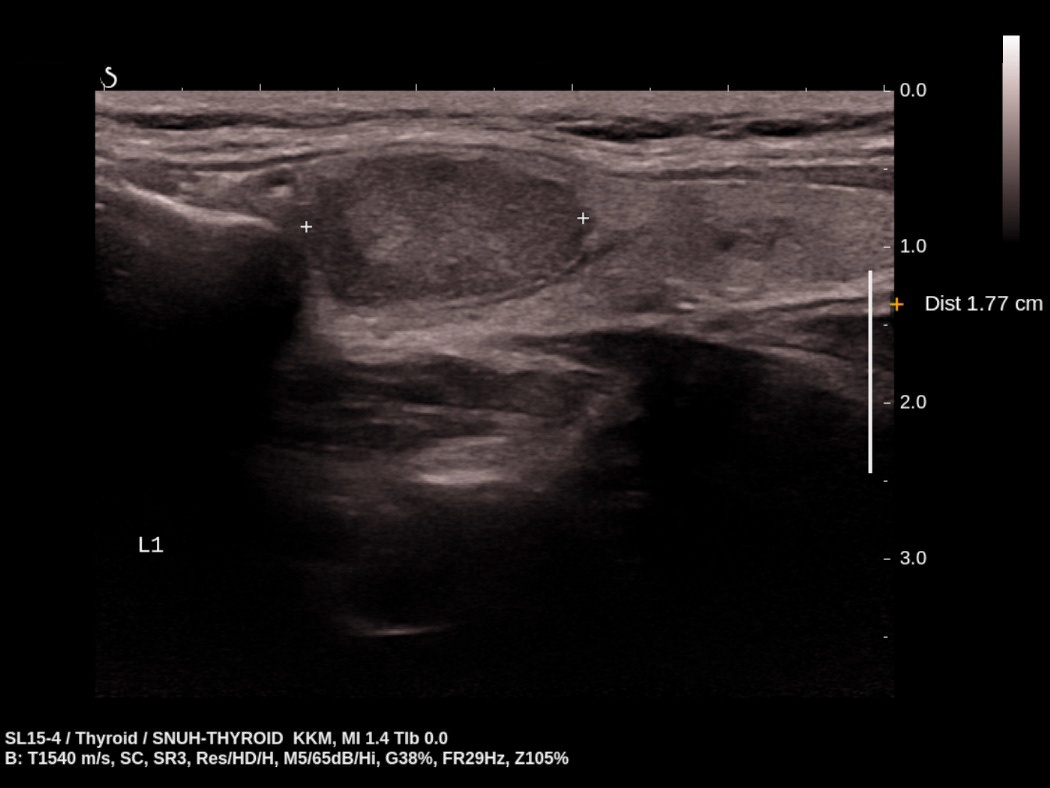 S
0.0
1.0
Dist 1.77 cm
2.0
L1
3.0
SL15-4 / Thyroid / SNUH-THYROID KKM, MI 1.4 TIb 0.0
B: T1540 m/s, SC, SR3, Res/HD/H, M5/65dB/Hi, G38%, FR29Hz, Z105%